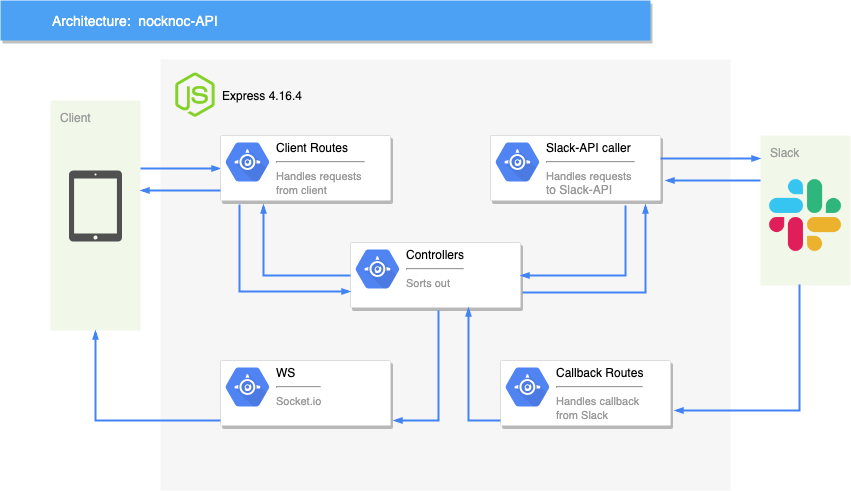 Architecture: nocknoc-API
JS
Express 4.16.4
Client
Client Routes
Handles requests
from client
Slack-API caller
Handles requests
to Slack-API
Slack
Controllers
Sorts out
WS
Socket.io
Callback Routes
Handles callback
from Slack